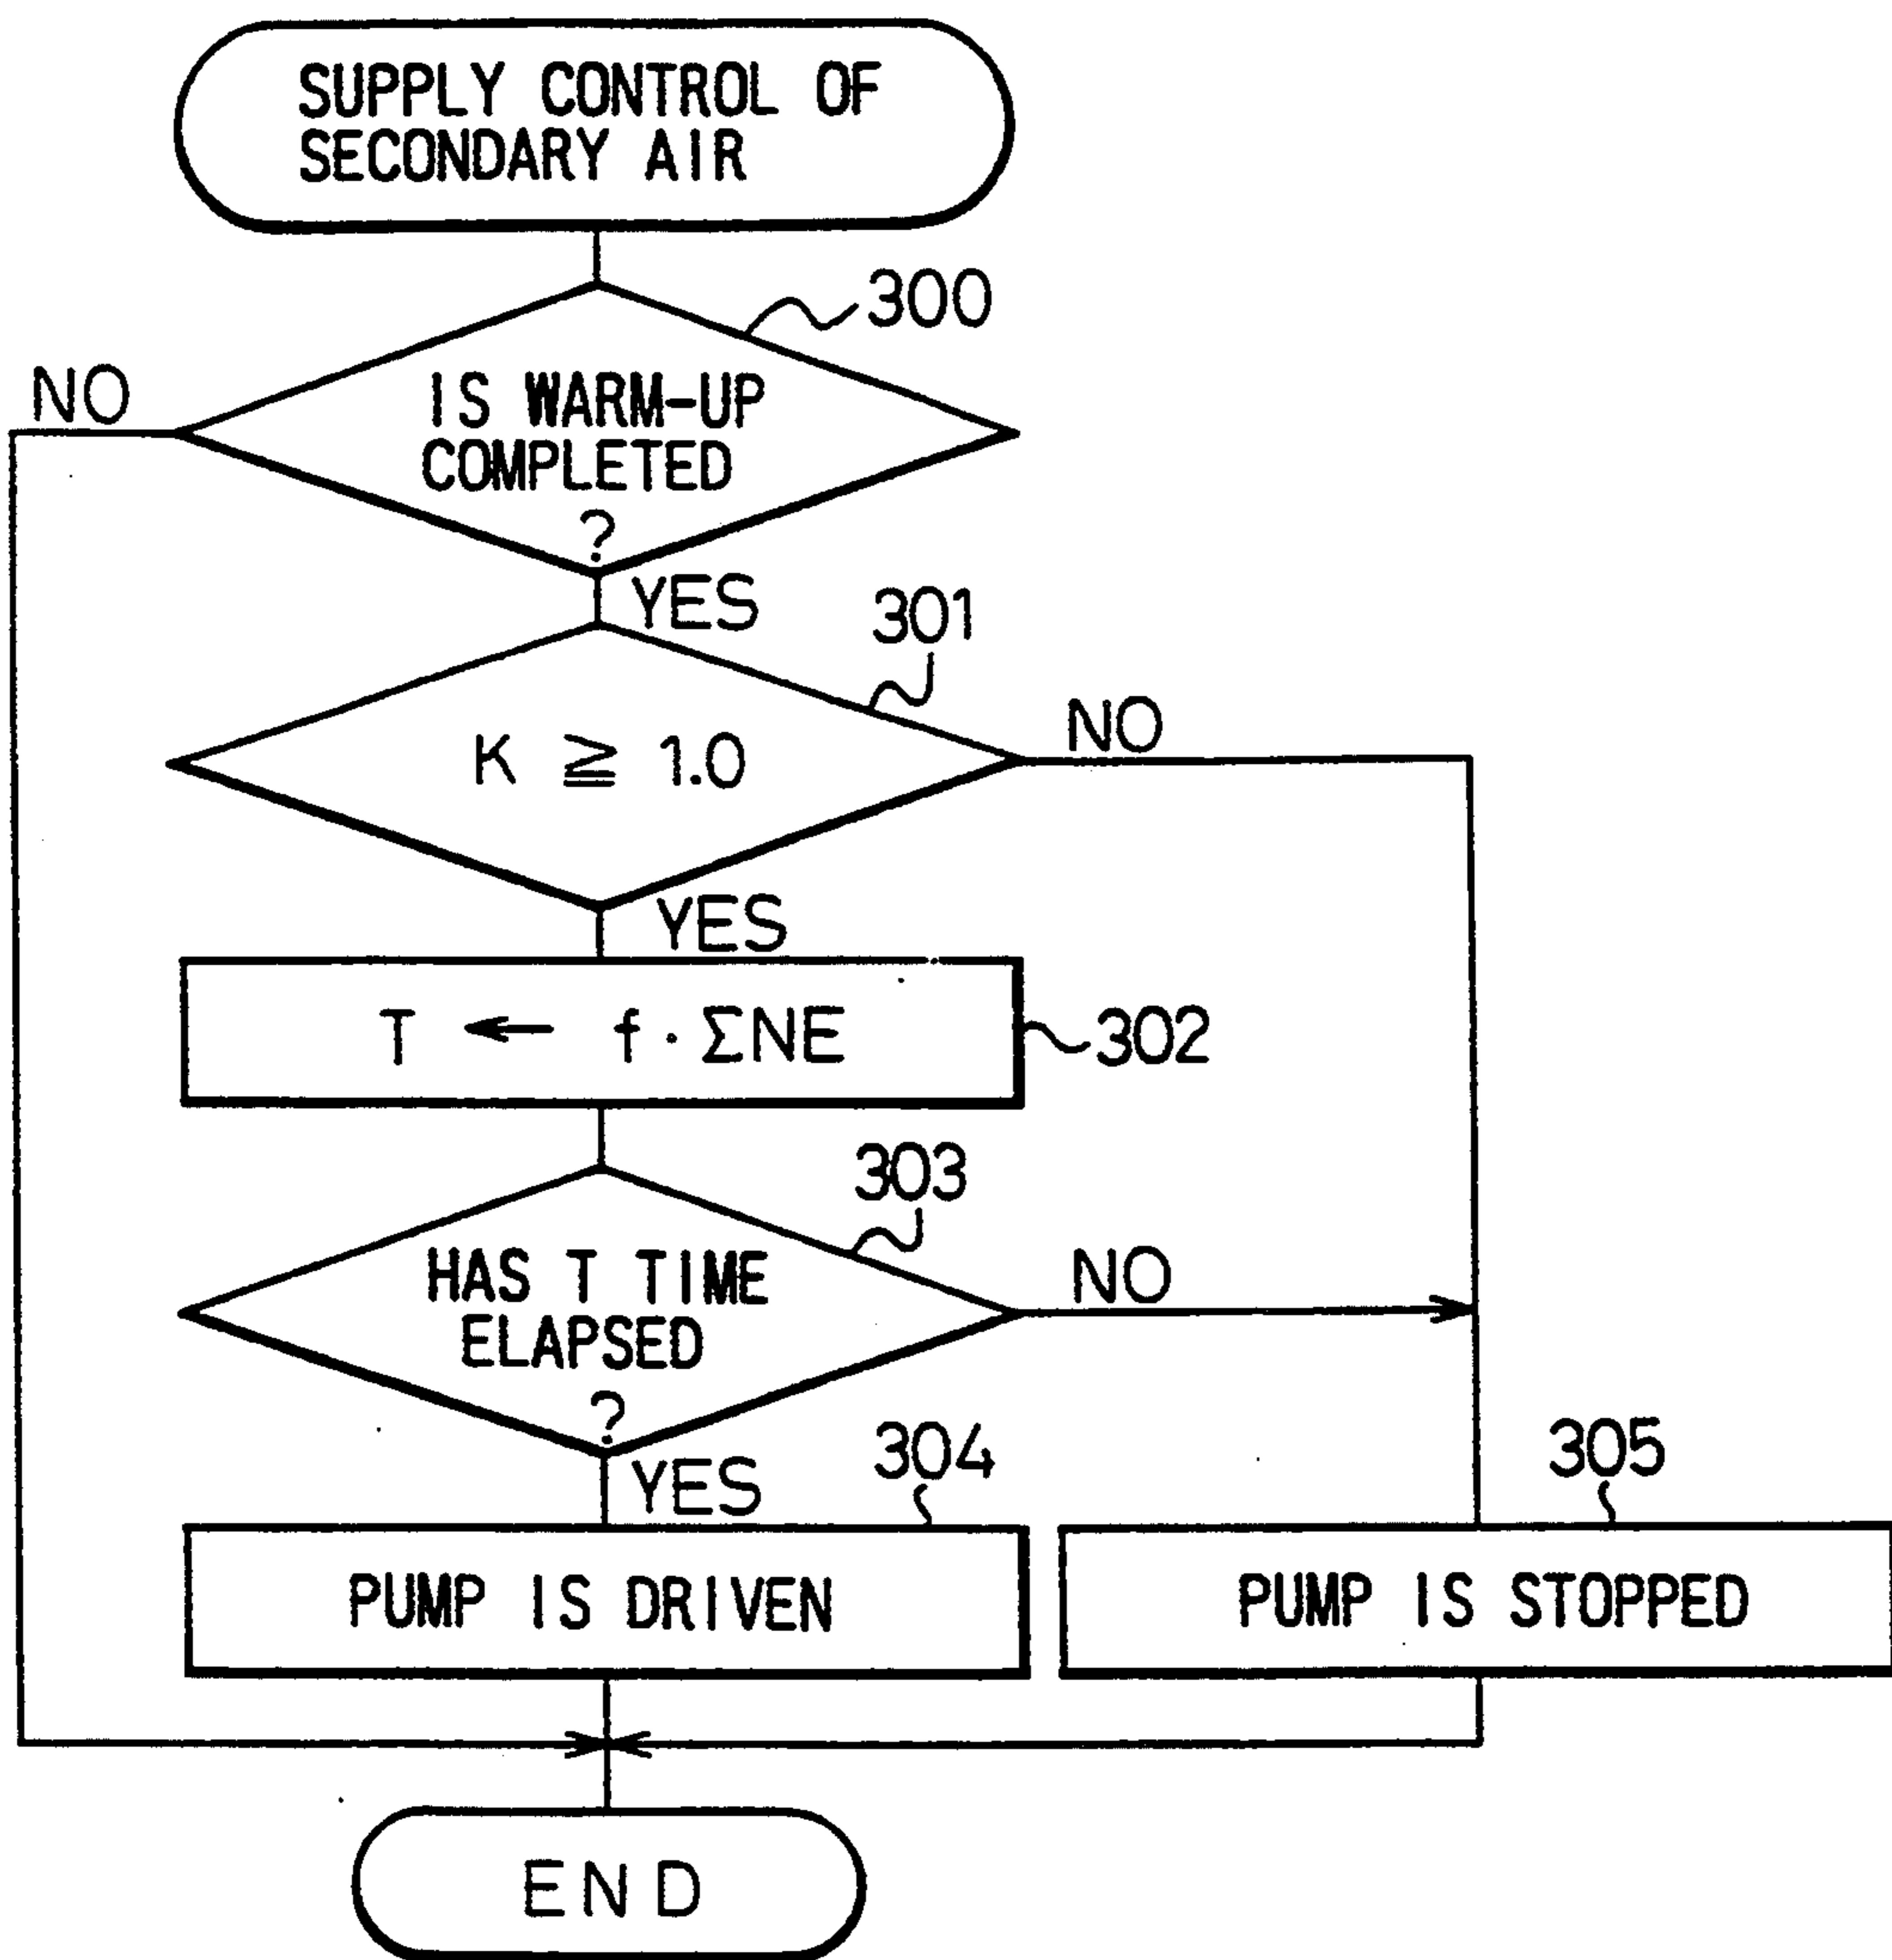 SUPPLY CONTROL OF
SECONDARY AIR
300
NO
IS WARM-UP
COMPLETED
?
YES
301
K ≧ 1.0
NO
YES
T ← f・ΣNE
302
303
HAS T TIME
ELAPSED
?
NO
YES
304
305
PUMP IS DRIVEN
PUMP IS STOPPED
END